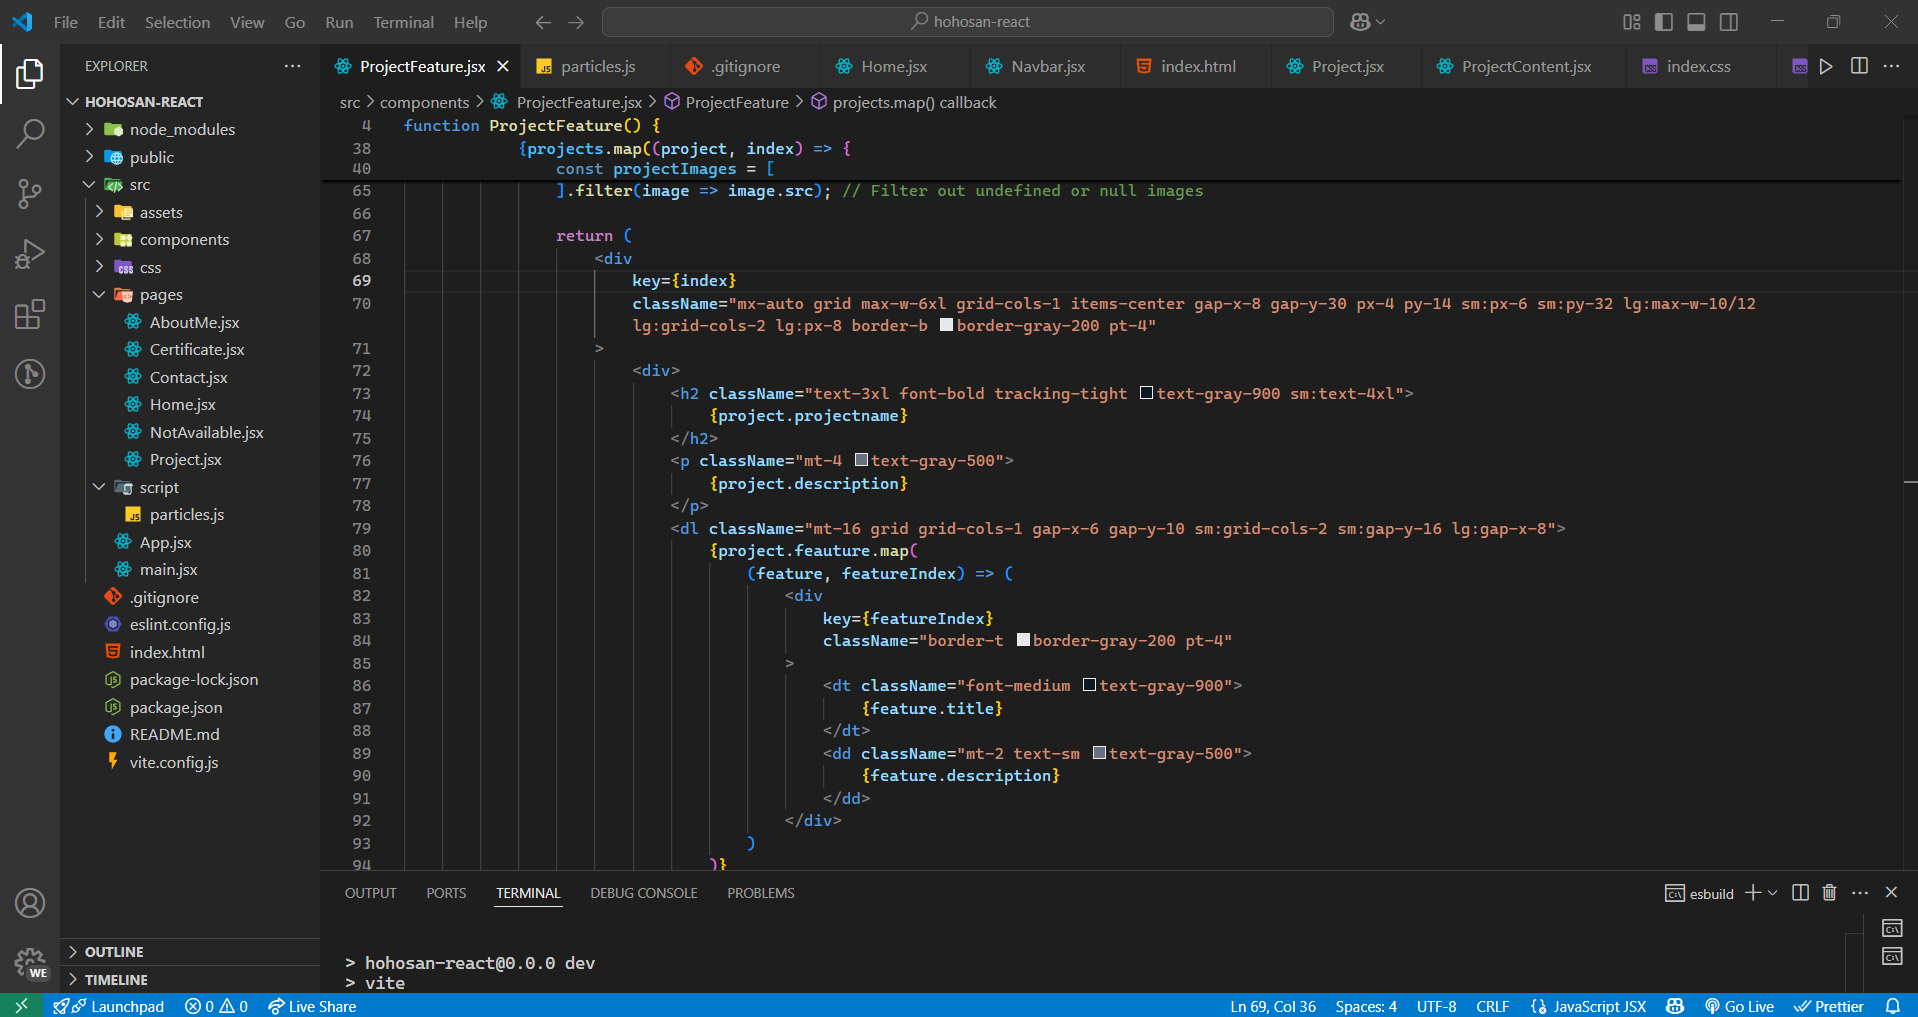 File Edit Selection View Go Run Terminal Help
hohosan-react
EXPLORER
HOHOSAN-REACT
node_modules
public
src
assets
components
css
pages
AboutMe.jsx
Certificate.jsx
Contact.jsx
Home.jsx
NotAvailable.jsx
Project.jsx
script
particles.js
App.jsx
main.jsx
.gitignore
eslint.config.js
index.html
package-lock.json
package.json
README.md
vite.config.js
OUTLINE
TIMELINE
ProjectFeature.jsx particles.js .gitignore Home.jsx Navbar.jsx index.html Project.jsx ProjectContent.jsx index.css
src > components > ProjectFeature.jsx > ProjectFeature > projects.map() callback
4 function ProjectFeature() {
38 {projects.map((project, index) => {
40 const projectImages = [
65 ].filter(image => image.src); // Filter out undefined or null images
66
67 return (
68 <div
69 key={index}
70 className="mx-auto grid max-w-6xl grid-cols-1 items-center gap-x-8 gap-y-30 px-4 py-14 sm:px-6 sm:py-32 lg:max-w-10/12
lg:grid-cols-2 lg:px-8 border-b border-gray-200 pt-4"
71 >
72 <div>
73 <h2 className="text-3xl font-bold tracking-tight text-gray-900 sm:text-4xl">
74 {project.projectname}
75 </h2>
76 <p className="mt-4 text-gray-500">
77 {project.description}
78 </p>
79 <dl className="mt-16 grid grid-cols-1 gap-x-6 gap-y-10 sm:grid-cols-2 sm:gap-y-16 lg:gap-x-8">
80 {project.feauture.map(
81 (feature, featureIndex) => (
82 <div
83 key={featureIndex}
84 className="border-t border-gray-200 pt-4"
85 >
86 <dt className="font-medium text-gray-900">
87 {feature.title}
88 </dt>
89 <dd className="mt-2 text-sm text-gray-500">
90 {feature.description}
91 </dd>
92 </div>
93 )
94 )}
OUTPUT PORTS TERMINAL DEBUG CONSOLE PROBLEMS
esbuild
> hohosan-react@0.0.0 dev
> vite
WE
Launchpad 0 0 Live Share
Ln 69, Col 36 Spaces: 4 UTF-8 CRLF JavaScript JSX Go Live Prettier